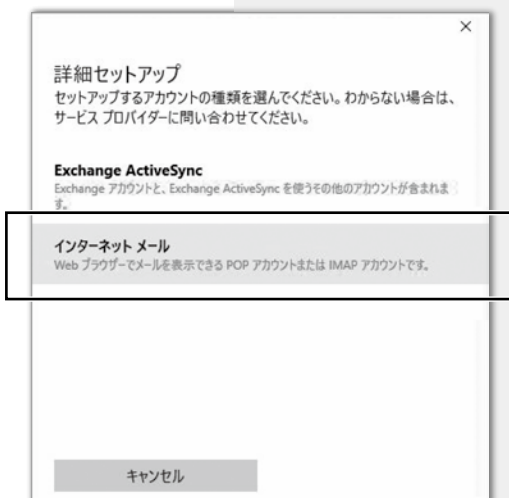 詳細セットアップ
セットアップするアカウントの種類を選んでください。わからない場合は、
サービス プロバイダーに問い合わせてください。
Exchange ActiveSync
Exchange アカウントと、Exchange ActiveSync を使うその他のアカウントが含まれま
す。
インターネット メール
Web ブラウザーでメールを表示できる POP アカウントまたは IMAP アカウントです。
キャンセル